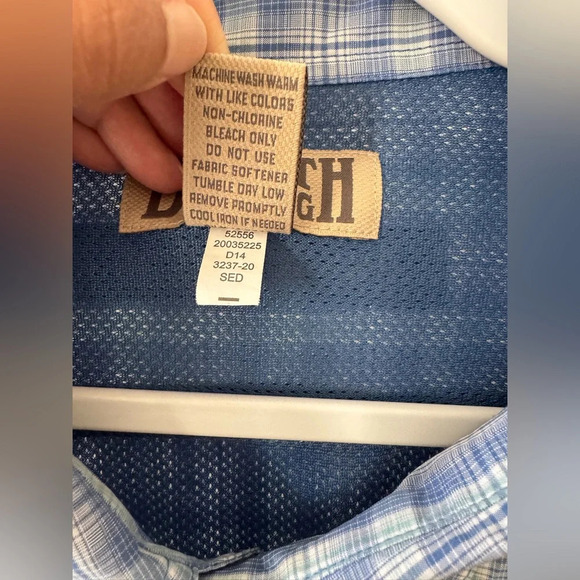 MACHINE WASH WARM
WITH LIKE COLORS
NON-CHLORINE
BLEACH ONLY
DO NOT USE
FABRIC SOFTENER
TUMBLE DRY LOW
REMOVE PROMPTLY
COOL IRON IF NEEDED
52556
20035225
D14
3237-20
SED